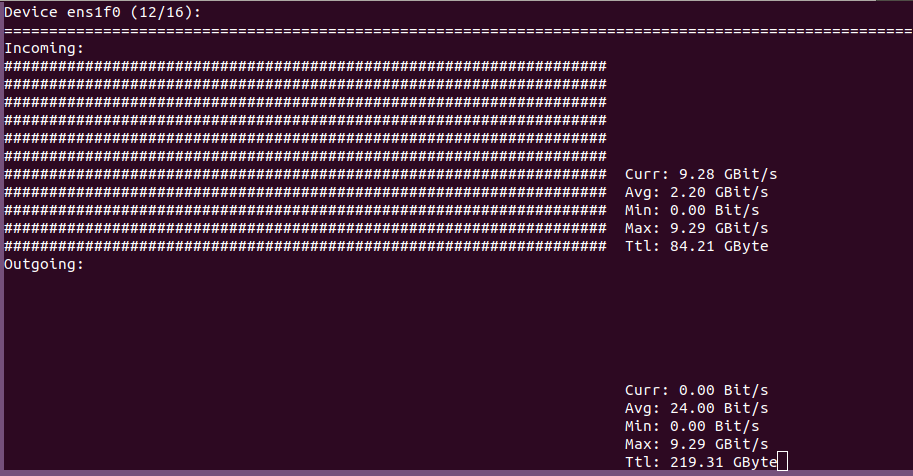 Device ens1f0 (12/16):
=====================================================================================================
Incoming:
###################################################################
###################################################################
###################################################################
###################################################################
###################################################################
###################################################################
################################################################### Curr: 9.28 GBit/s
################################################################### Avg: 2.20 GBit/s
################################################################### Min: 0.00 Bit/s
################################################################### Max: 9.29 GBit/s
################################################################### Ttl: 84.21 GByte
Outgoing:
Curr: 0.00 Bit/s
Avg: 24.00 Bit/s
Min: 0.00 Bit/s
Max: 9.29 GBit/s
Ttl: 219.31 GByte